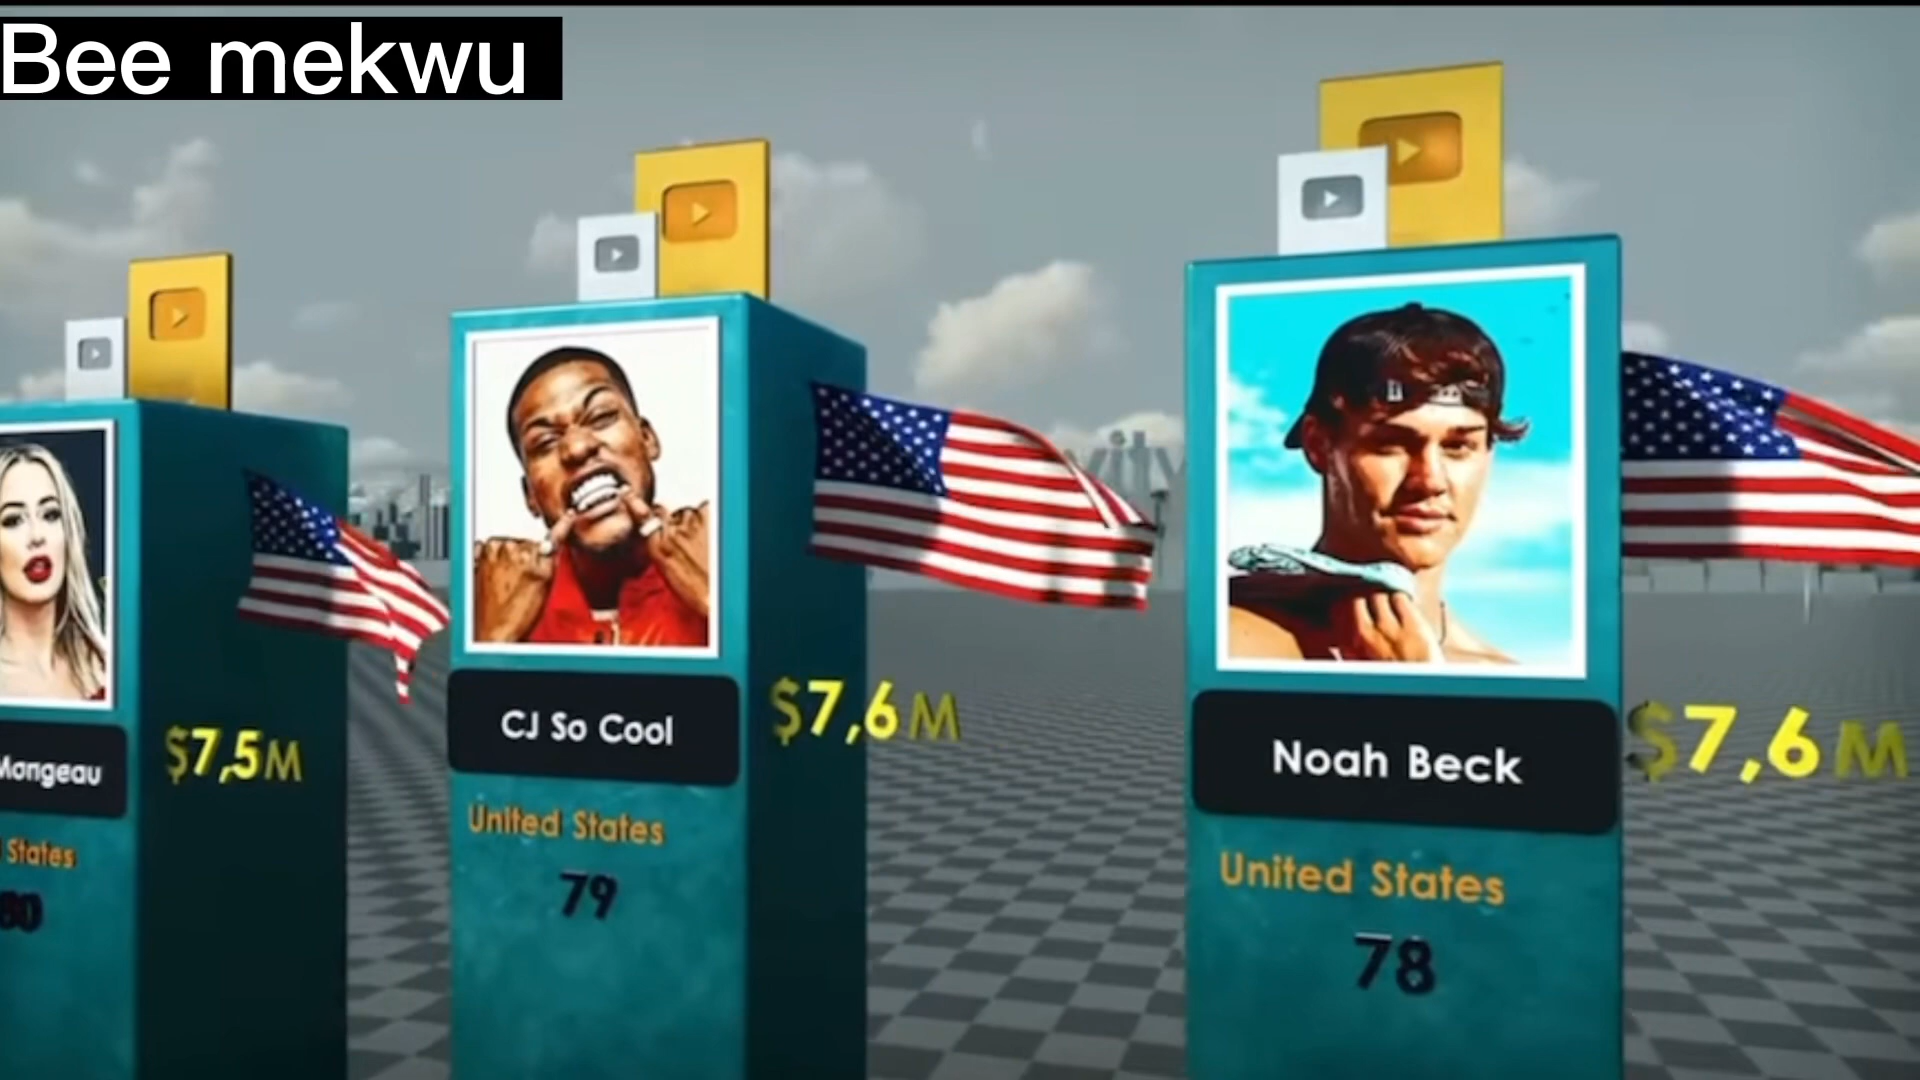 Bee mekwu
Mongeau
$7,5M
States
80
CJ So Cool
$7,6M
United States
79
Noah Beck
$7,6M
United States
78